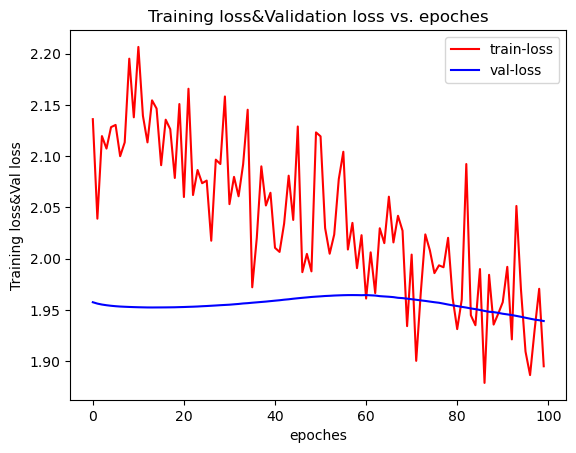 Training loss&Validation loss vs. epoches
train-loss
val-loss
Training loss&Val loss
2.20
2.15
2.10
2.05
2.00
1.95
1.90
0 20 40 60 80 100
epoches